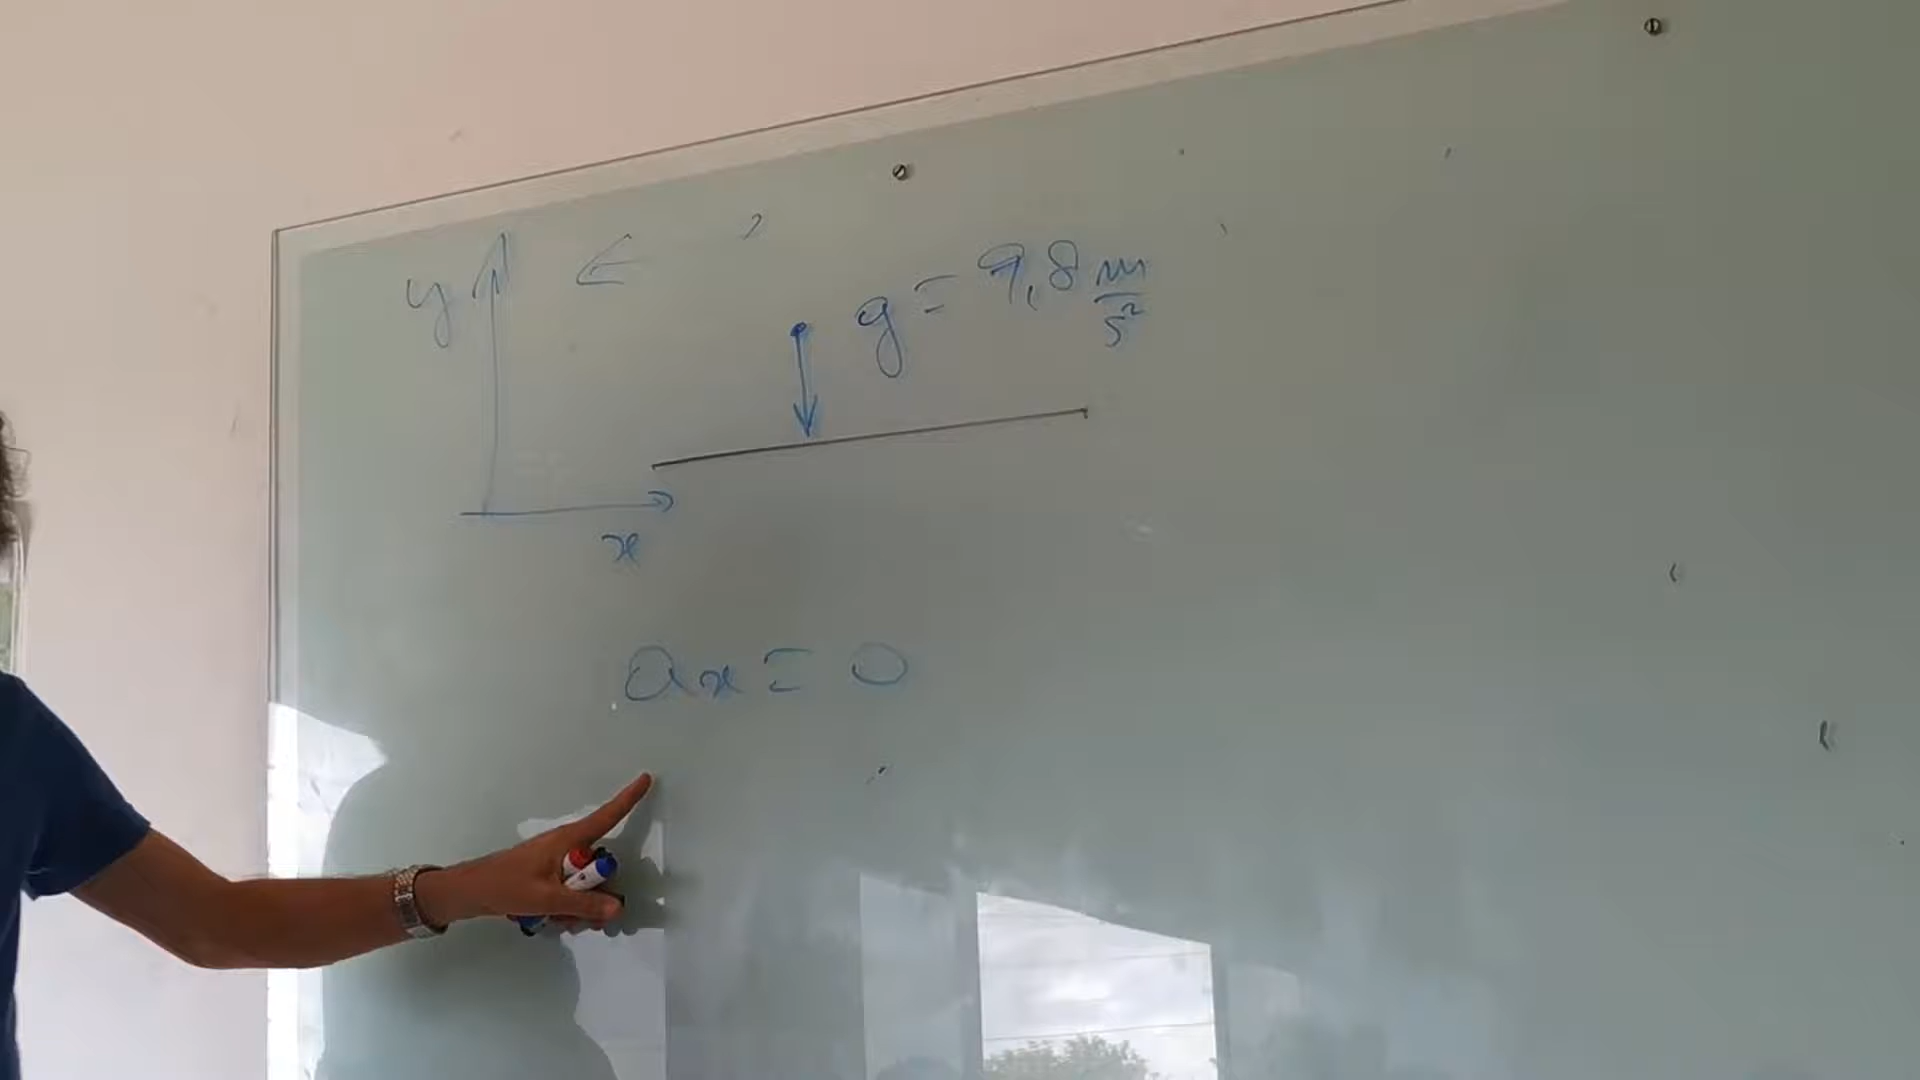 y
g = 9,8 m/s²
x
ax = 0